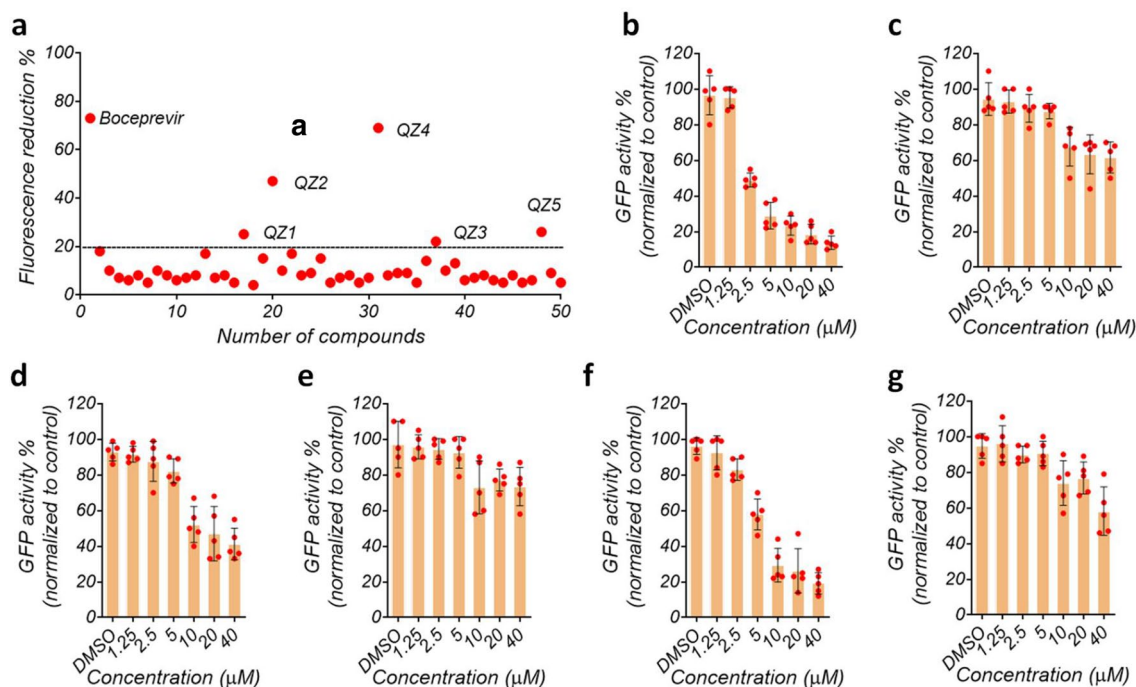 a
Fluorescence reduction %
100
80
60
40
20
0
Boceprevir
a
QZ4
QZ2
QZ5
QZ1
QZ3
0
10
20
30
40
50
Number of compounds
b
GFP activity %
(normalized to control)
120
100
80
60
40
20
0
DMSO
1.25
2.5
5
10
20
40
Concentration (μM)
c
GFP activity %
(normalized to control)
120
100
80
60
40
20
0
DMSO
1.25
2.5
5
10
20
40
Concentration (μM)
d
GFP activity %
(normalized to control)
120
100
80
60
40
20
0
DMSO
1.25
2.5
5
10
20
40
Concentration (μM)
e
GFP activity %
(normalized to control)
120
100
80
60
40
20
0
DMSO
1.25
2.5
5
10
20
40
Concentration (μM)
f
GFP activity %
(normalized to control)
120
100
80
60
40
20
0
DMSO
1.25
2.5
5
10
20
40
Concentration (μM)
g
GFP activity %
(normalized to control)
120
100
80
60
40
20
0
DMSO
1.25
2.5
5
10
20
40
Concentration (μM)